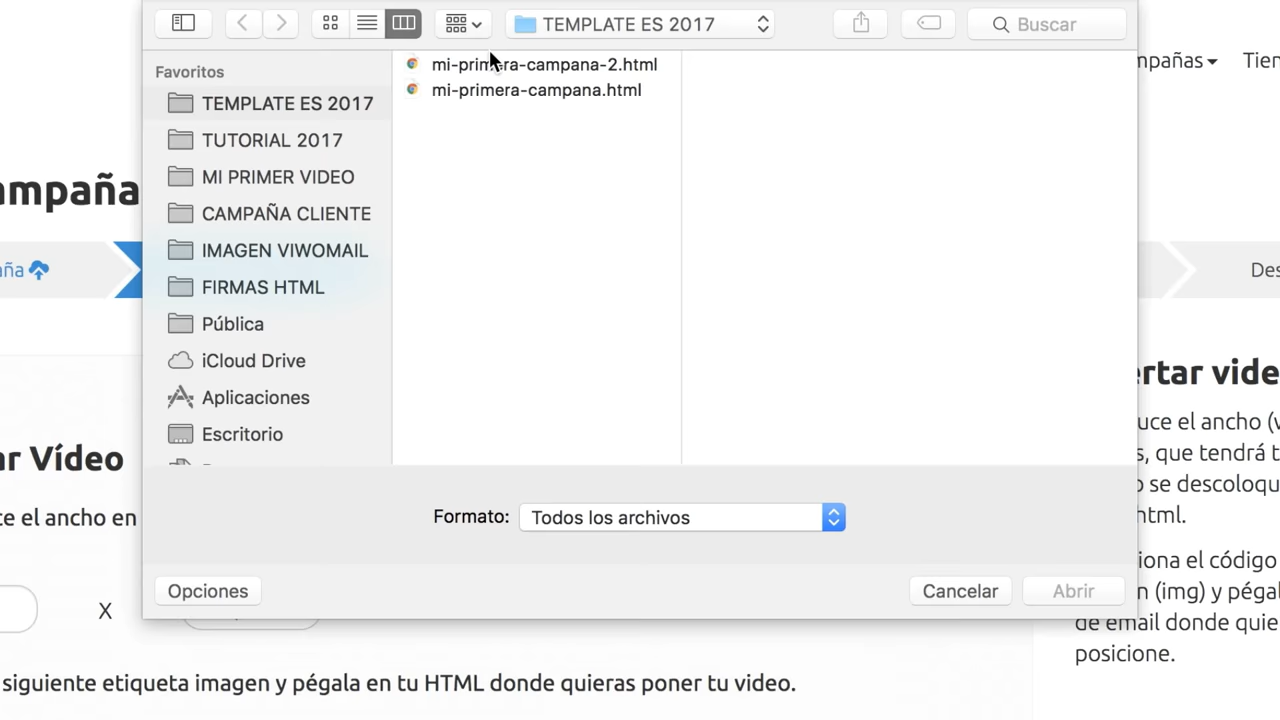 TEMPLATE ES 2017
Buscar
Favoritos
TEMPLATE ES 2017
TUTORIAL 2017
MI PRIMER VIDEO
CAMPAÑA CLIENTE
IMAGEN VIWOMAIL
FIRMAS HTML
Pública
iCloud Drive
Aplicaciones
Escritorio
mi-primera-campana-2.html
mi-primera-campana.html
Formato: Todos los archivos
Opciones
Cancelar
Abrir
mpañas
Tien
ampaña
aña
Des
ar Vídeo
te el ancho en
X
siguiente etiqueta imagen y pégala en tu HTML donde quieras poner tu video.
ertar vide
uce el ancho (v
s, que tendrá t
o se descoloqu
html.
iona el código
n (img) y pégal
de email donde quie
posicione.